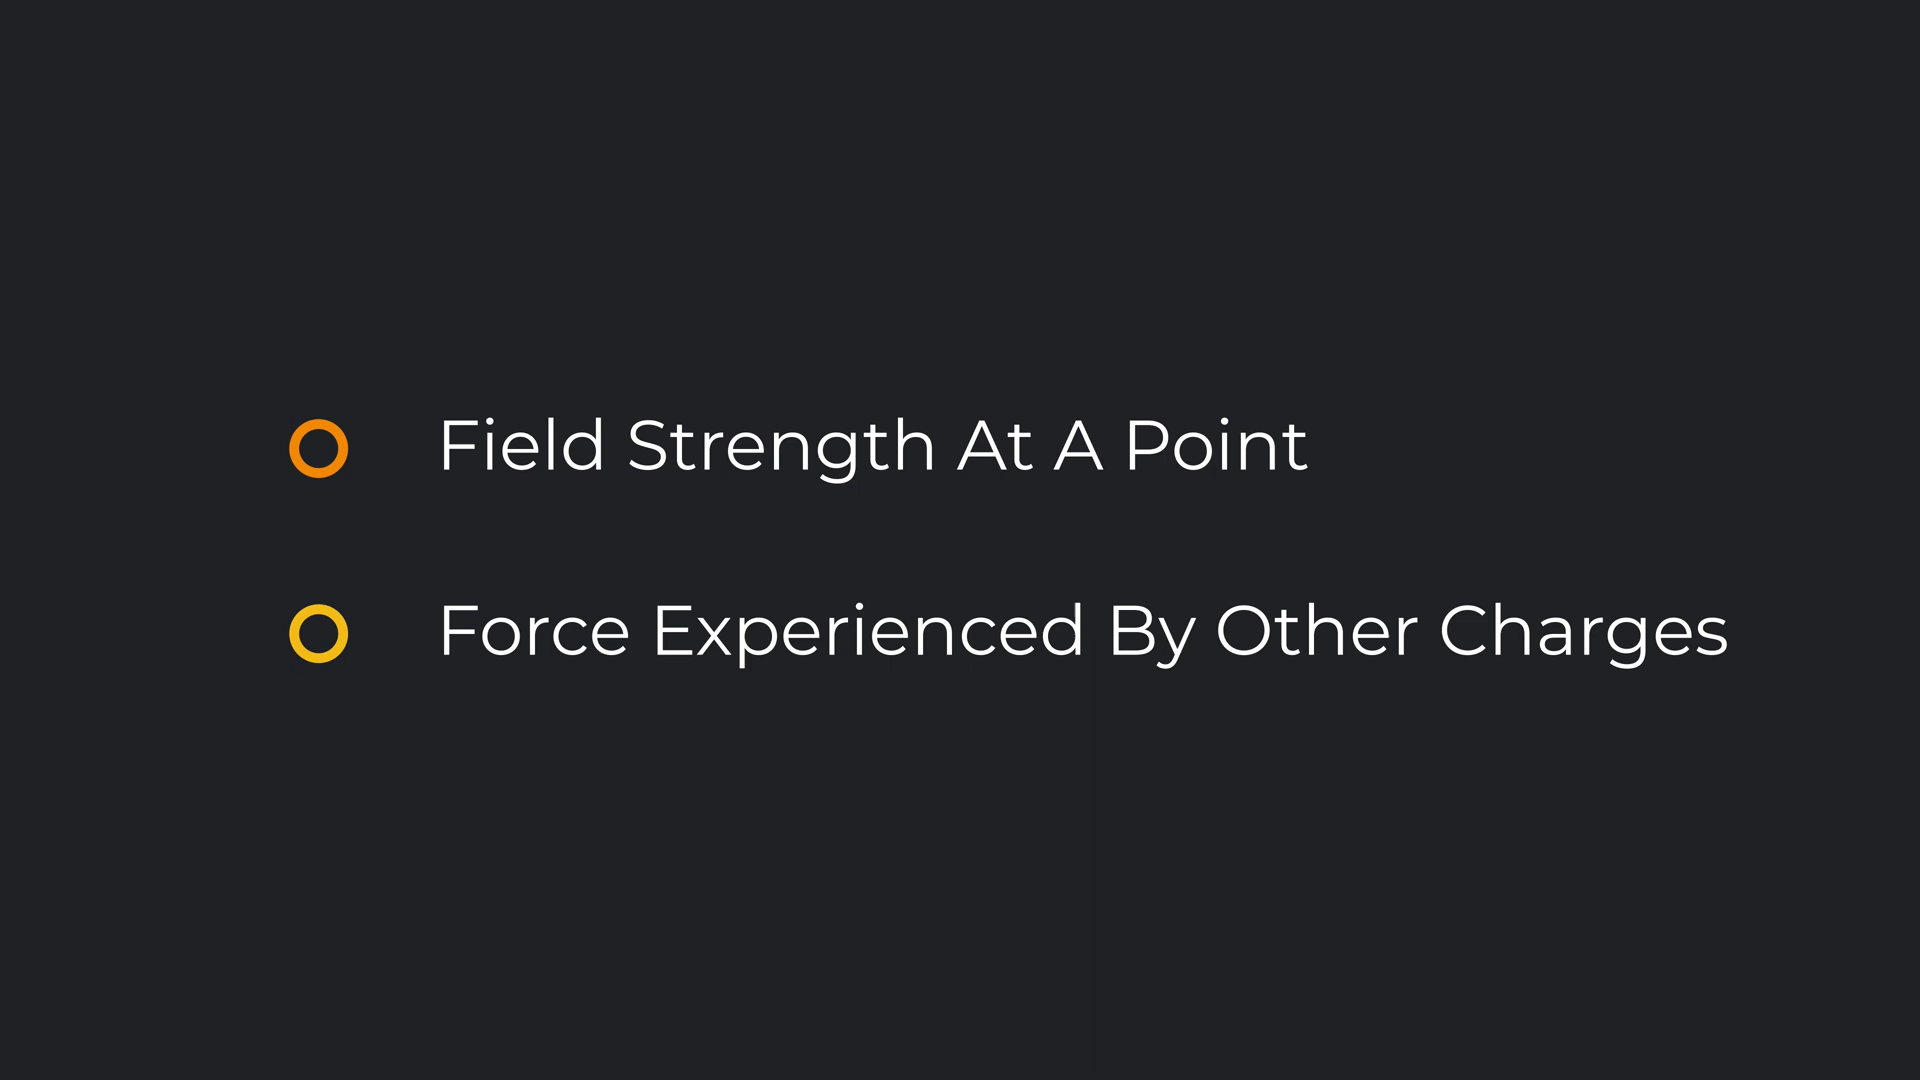 Field Strength At A Point
Force Experienced By Other Charges